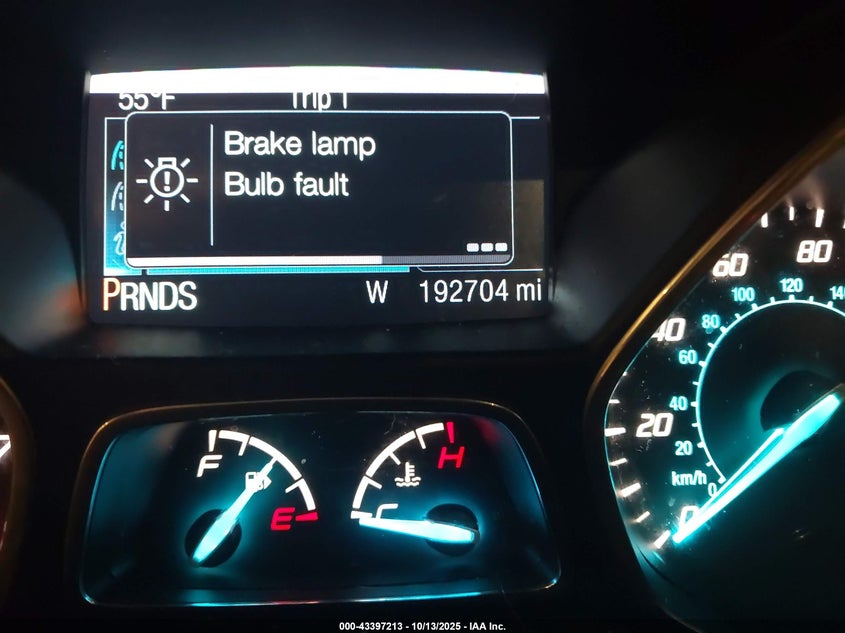 55°F Trip 1
Brake lamp
Bulb fault
PRNDS W 192704 mi
F E
C H
0 20 40 60 80
km/h 0 20 40 60 80 100 120 140
000-43397213 - 10/13/2025 - IAA Inc.